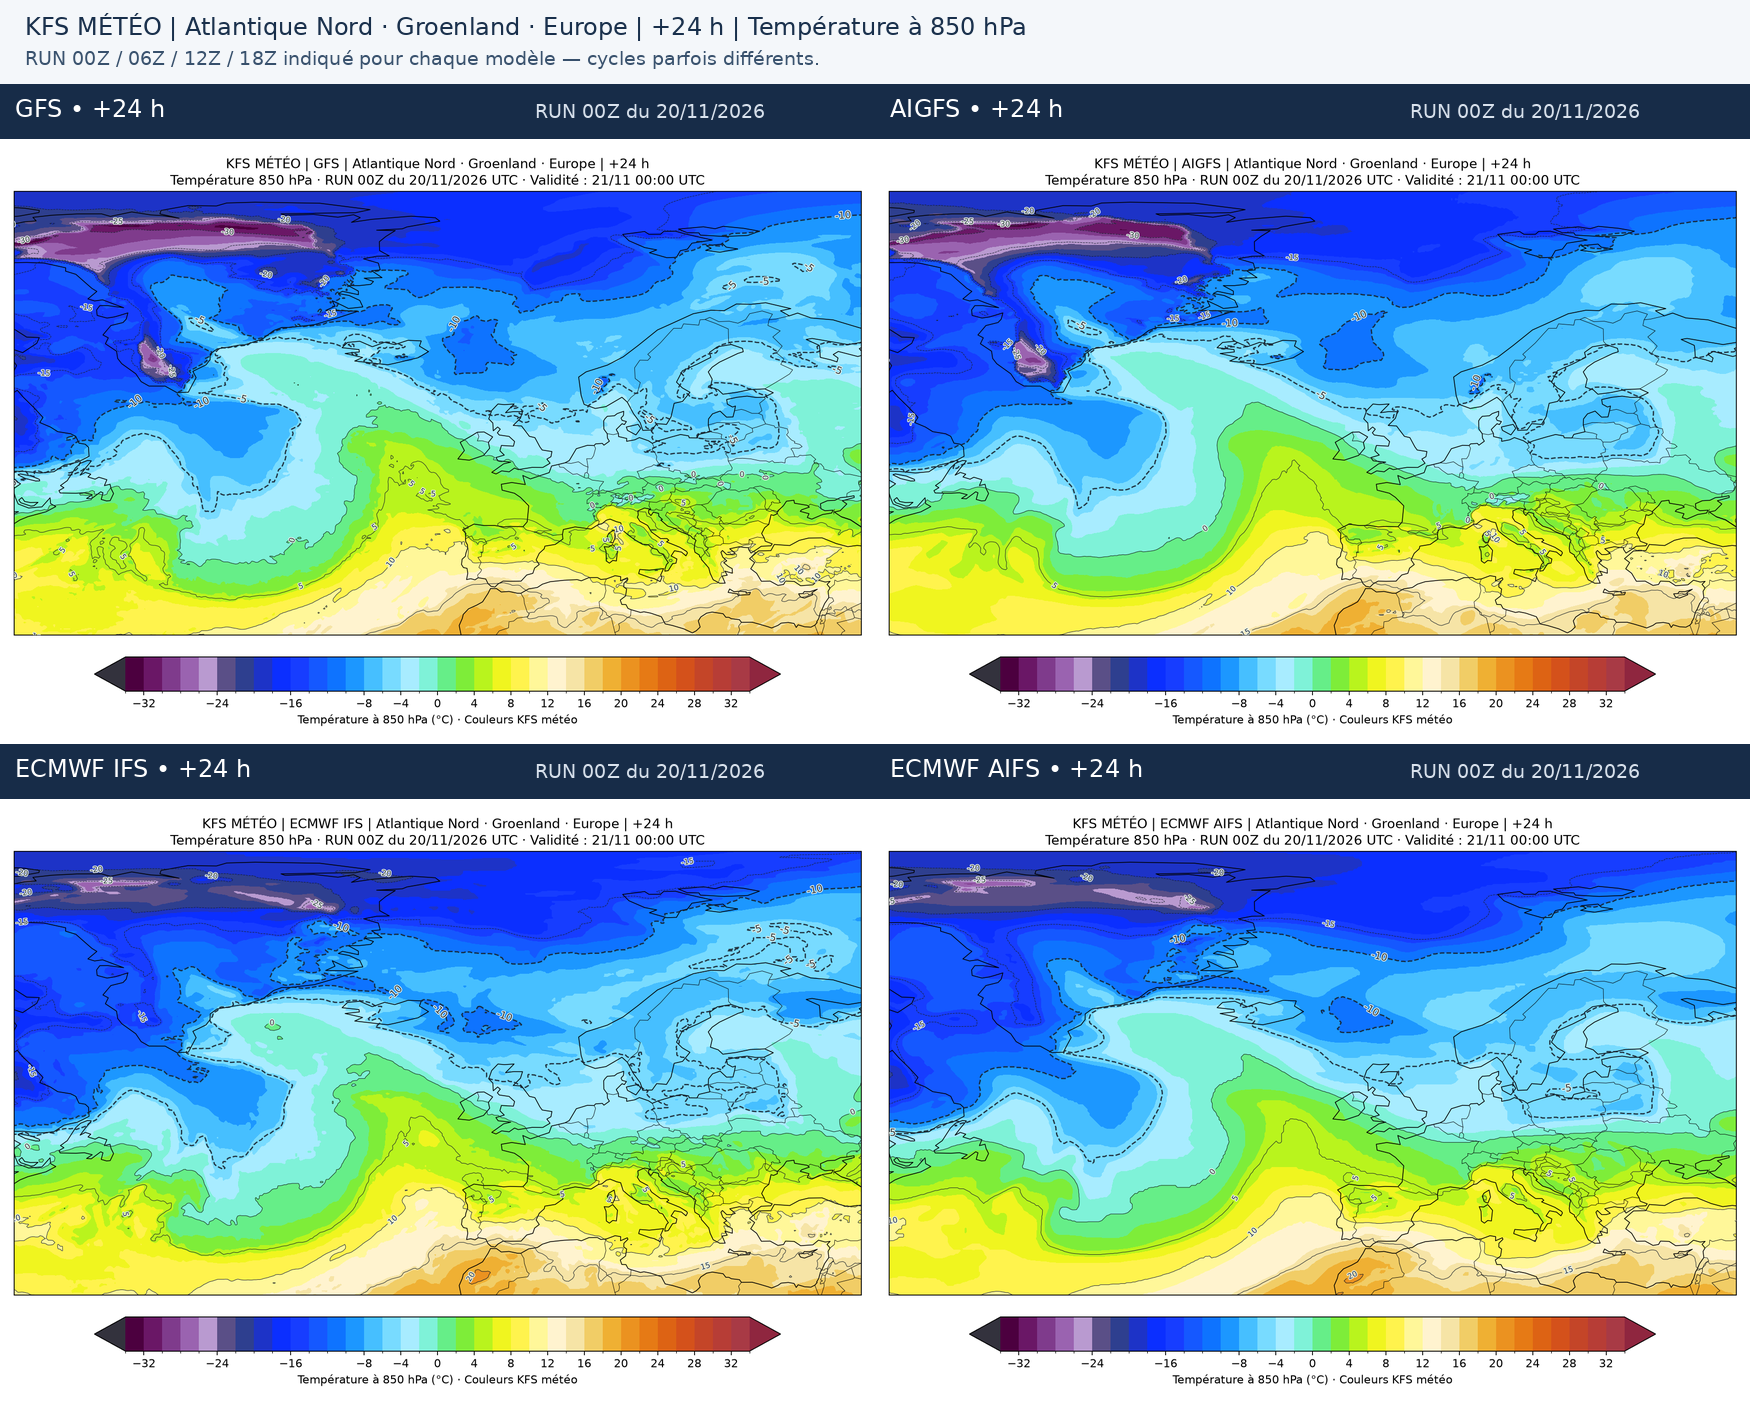 KFS MÉTÉO | Atlantique Nord · Groenland · Europe | +24 h | Température à 850 hPa
RUN 00Z / 06Z / 12Z / 18Z indiqué pour chaque modèle — cycles parfois différents.
GFS • +24 h
RUN 00Z du 20/11/2026
AIGFS • +24 h
RUN 00Z du 20/11/2026
KFS MÉTÉO | GFS | Atlantique Nord · Groenland · Europe | +24 h
Température 850 hPa · RUN 00Z du 20/11/2026 UTC · Validité : 21/11 00:00 UTC
KFS MÉTÉO | AIGFS | Atlantique Nord · Groenland · Europe | +24 h
Température 850 hPa · RUN 00Z du 20/11/2026 UTC · Validité : 21/11 00:00 UTC
−32 −24 −16 −8 −4 0 4 8 12 16 20 24 28 32
Température à 850 hPa (°C) · Couleurs KFS météo
−32 −24 −16 −8 −4 0 4 8 12 16 20 24 28 32
Température à 850 hPa (°C) · Couleurs KFS météo
ECMWF IFS • +24 h
RUN 00Z du 20/11/2026
ECMWF AIFS • +24 h
RUN 00Z du 20/11/2026
KFS MÉTÉO | ECMWF IFS | Atlantique Nord · Groenland · Europe | +24 h
Température 850 hPa · RUN 00Z du 20/11/2026 UTC · Validité : 21/11 00:00 UTC
KFS MÉTÉO | ECMWF AIFS | Atlantique Nord · Groenland · Europe | +24 h
Température 850 hPa · RUN 00Z du 20/11/2026 UTC · Validité : 21/11 00:00 UTC
−32 −24 −16 −8 −4 0 4 8 12 16 20 24 28 32
Température à 850 hPa (°C) · Couleurs KFS météo
−32 −24 −16 −8 −4 0 4 8 12 16 20 24 28 32
Température à 850 hPa (°C) · Couleurs KFS météo